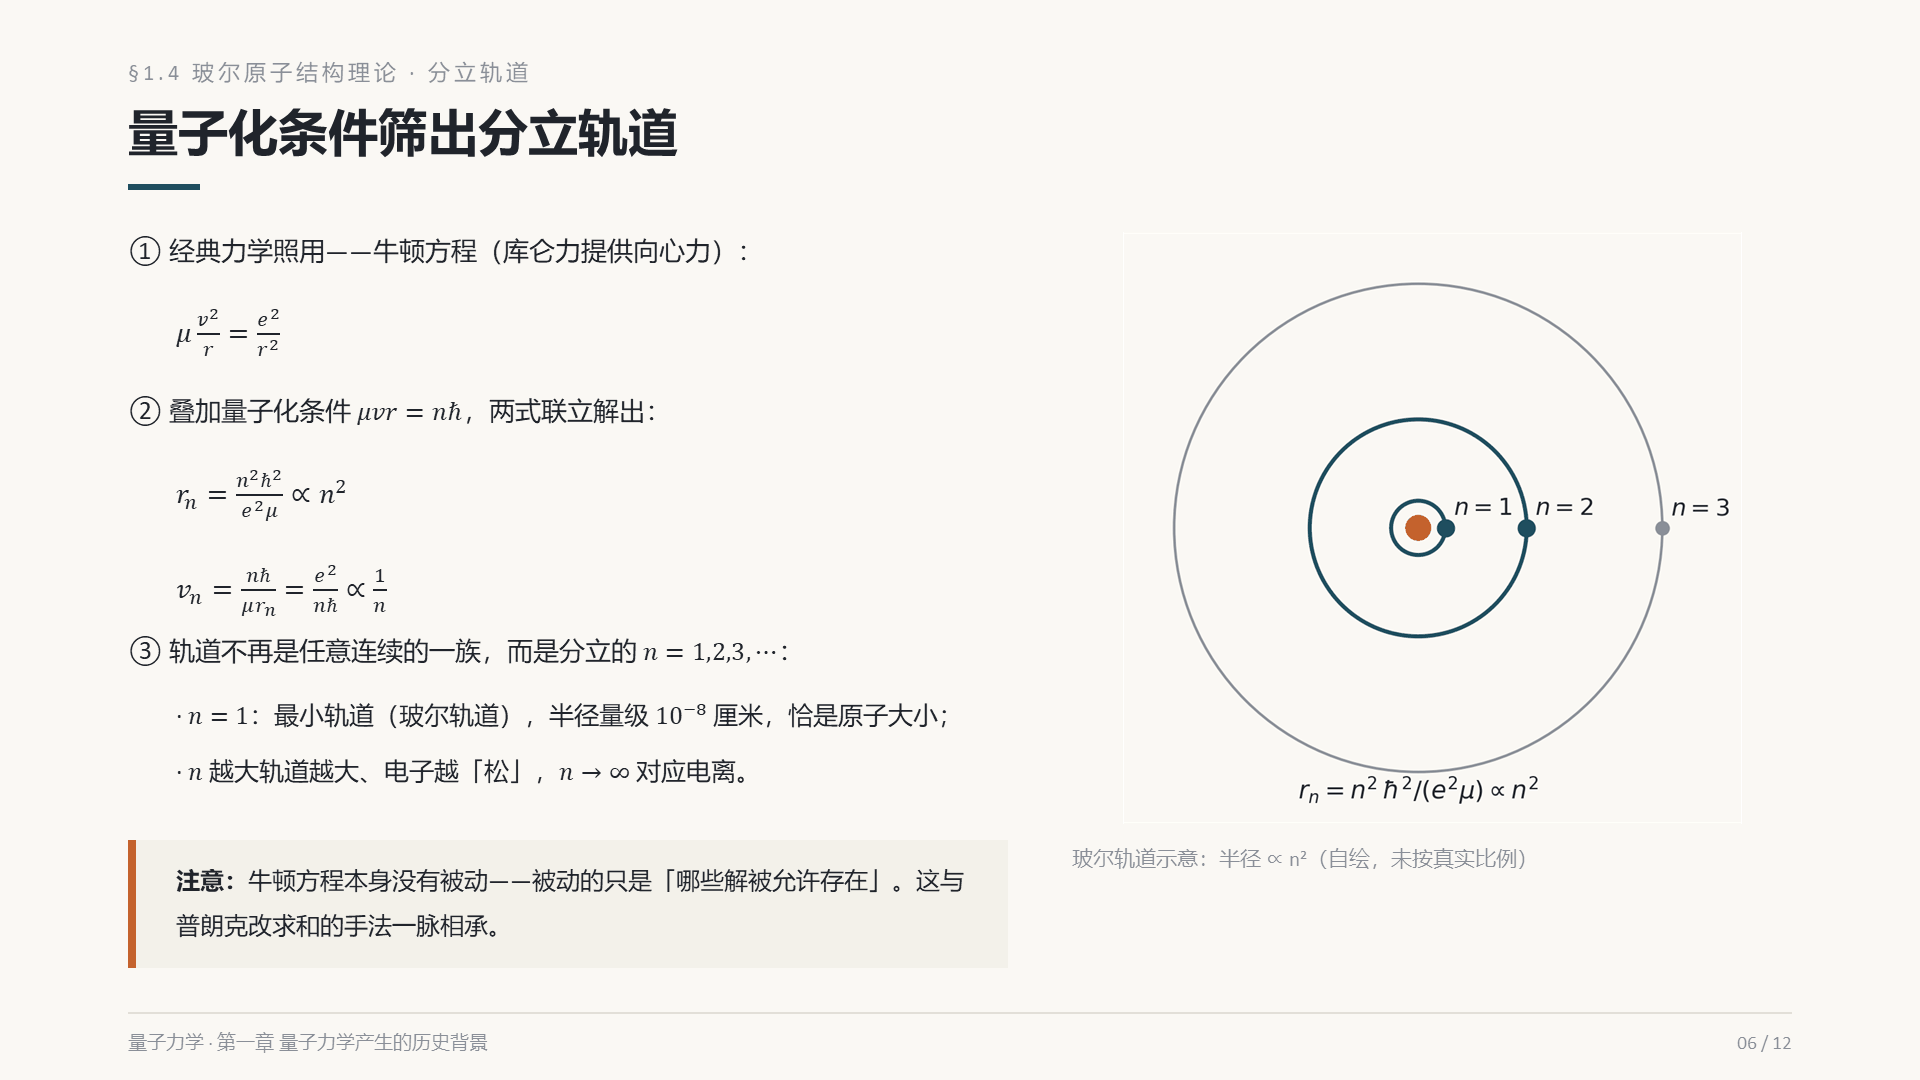 §1.4 玻尔原子结构理论 · 分立轨道
量子化条件筛出分立轨道
① 经典力学照用——牛顿方程（库仑力提供向心力）:
μ v²/r = e²/r²
② 叠加量子化条件 μvr = nħ，两式联立解出：
rₙ = n²ħ²/e²μ ∝ n²
vₙ = nħ/μrₙ = e²/nħ ∝ 1/n
③ 轨道不再是任意连续的一族，而是分立的 n = 1,2,3,⋯：
· n = 1：最小轨道（玻尔轨道），半径量级 10⁻⁸ 厘米，恰是原子大小；
· n 越大轨道越大、电子越「松」，n → ∞ 对应电离。
注意：牛顿方程本身没有被动——被动的只是「哪些解被允许存在」。这与
普朗克改求和的手法一脉相承。
n = 1
n = 2
n = 3
rₙ = n² ħ²/(e²μ) ∝ n²
玻尔轨道示意：半径 ∝ n²（自绘，未按真实比例）
量子力学 · 第一章 量子力学产生的历史背景
06 / 12